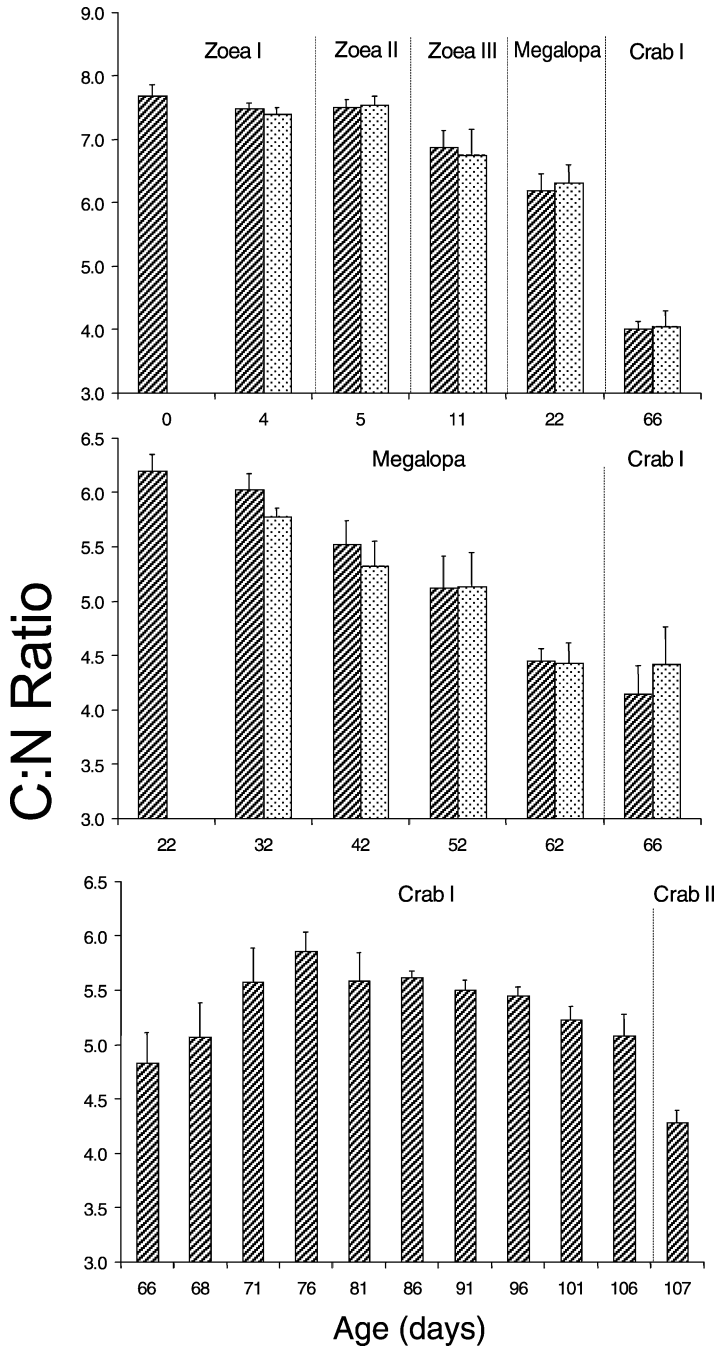 9.0
Zoea I Zoea II Zoea III Megalopa Crab I
8.0
7.0
6.0
5.0
4.0
3.0
0 4 5 11 22 66
6.5
Megalopa Crab I
6.0
5.5
5.0
4.5
4.0
3.5
3.0
22 32 42 52 62 66
C:N Ratio
6.5
Crab I Crab II
6.0
5.5
5.0
4.5
4.0
3.5
3.0
66 68 71 76 81 86 91 96 101 106 107
Age (days)